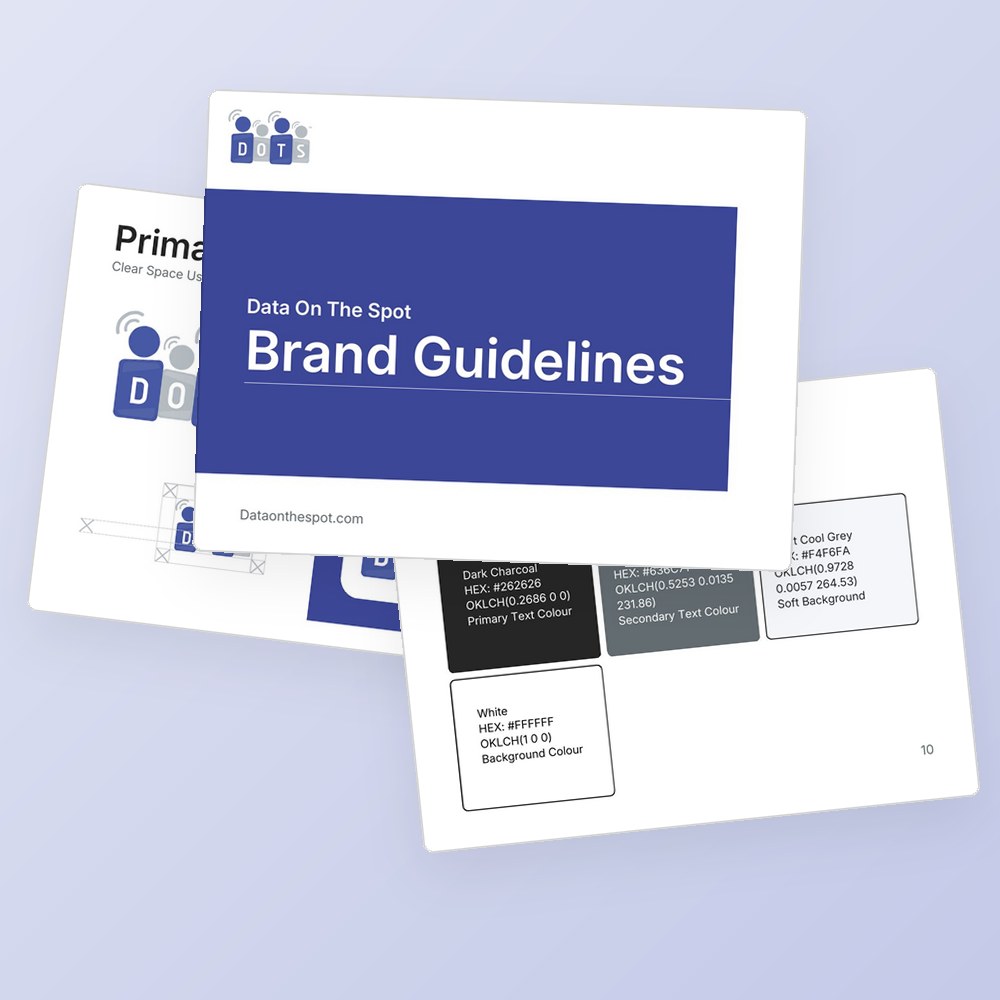 DOTS
Data On The Spot
Brand Guidelines
Dataonthespot.com
Prima
Clear Space Us
DO
D
Dark Charcoal
HEX: #262626
OKLCH(0.2686 0 0)
Primary Text Colour
OKLCH(0.5253 0.0135
231.86)
Secondary Text Colour
t Cool Grey
X: #F4F6FA
OKLCH(0.9728
0.0057 264.53)
Soft Background
White
HEX: #FFFFFF
OKLCH(1 0 0)
Background Colour
10